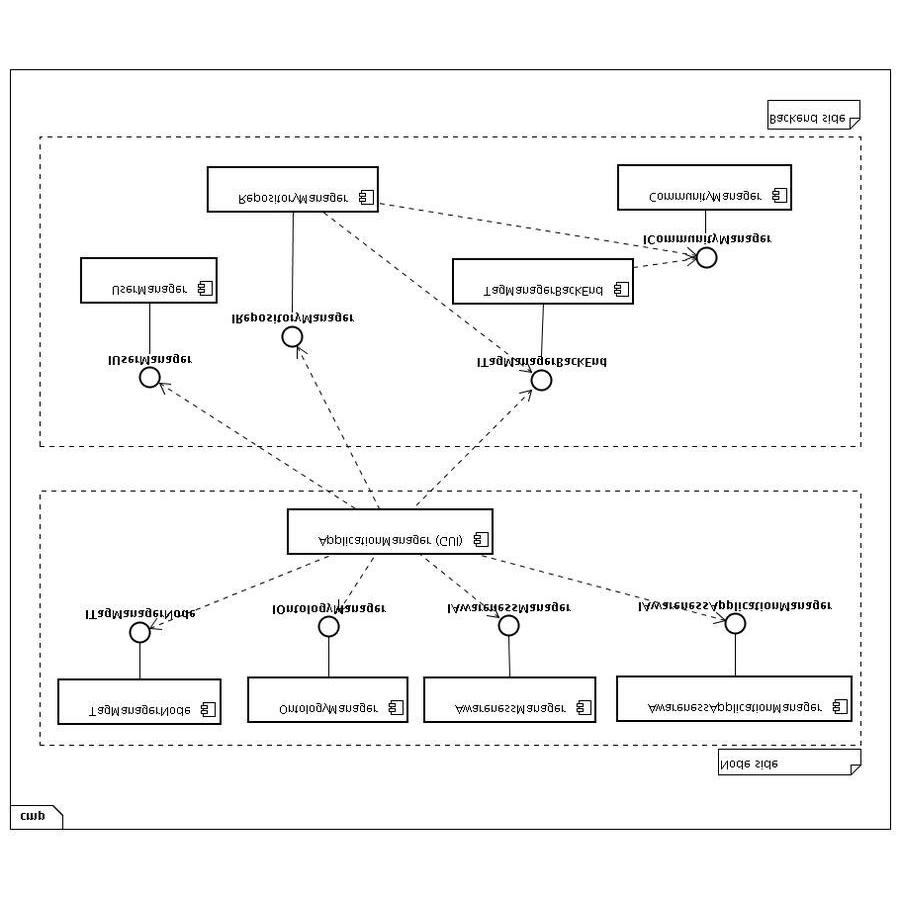 Backend side
RepositoryManager
CommunityManager
ICommunityManager
UserManager
TagManagerBackEnd
IRepositoryManager
IUserManager
ITagManagerBackEnd
ApplicationManager (GUI)
ITagManagerNode
IOntologyManager
IAwarenessManager
IAwarenessApplicationManager
TagManagerNode
OntologyManager
AwarenessManager
AwarenessApplicationManager
Node side
cmp